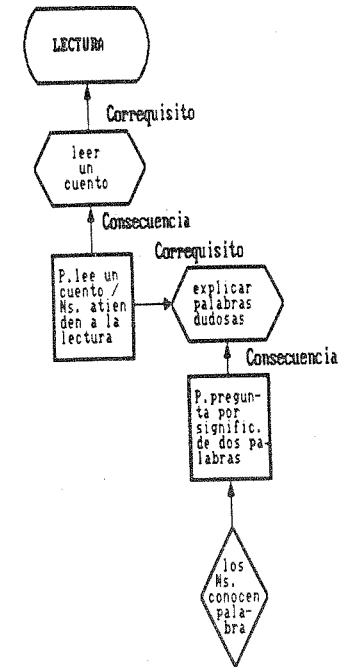 LECTURA
Correquisito
leer
un
cuento
Consecuencia
P.lee un
cuento /
Ns. atien
den a la
lectura
Correquisito
explicar
palabras
dudosas
Consecuencia
P.pregun-
ta por
signific.
de dos pa-
labras
los
Ns.
conocen
pala-
bra